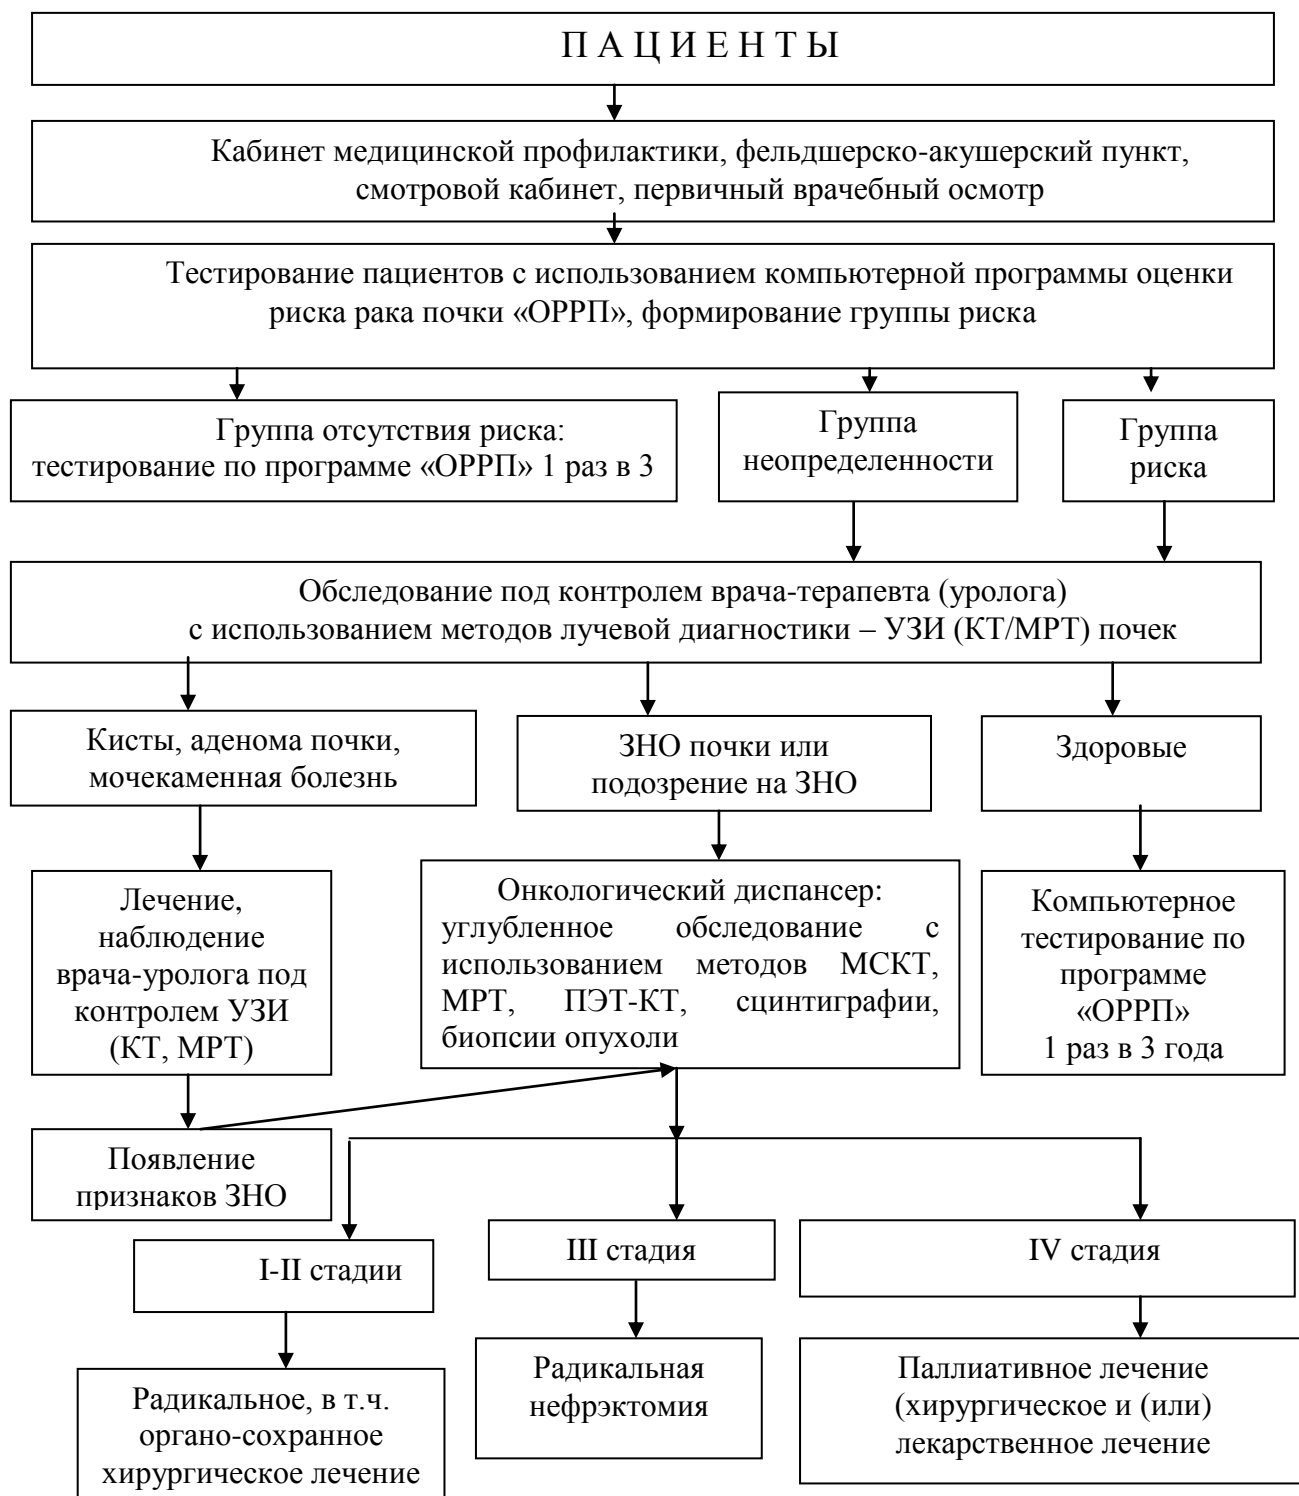 П А Ц И Е Н Т Ы
Кабинет медицинской профилактики, фельдшерско-акушерский пункт,
смотровой кабинет, первичный врачебный осмотр
Тестирование пациентов с использованием компьютерной программы оценки
риска рака почки «ОРРП», формирование группы риска
Группа отсутствия риска:
тестирование по программе «ОРРП» 1 раз в 3
Группа
неопределенности
Группа
риска
Обследование под контролем врача-терапевта (уролога)
с использованием методов лучевой диагностики – УЗИ (КТ/МРТ) почек
Кисты, аденома почки,
мочекаменная болезнь
ЗНО почки или
подозрение на ЗНО
Здоровые
Лечение,
наблюдение
врача-уролога под
контролем УЗИ
(КТ, МРТ)
Онкологический диспансер:
углубленное обследование с
использованием методов МСКТ,
МРТ, ПЭТ-КТ, сцинтиграфии,
биопсии опухоли
Компьютерное
тестирование по
программе
«ОРРП»
1 раз в 3 года
Появление
признаков ЗНО
I-II стадии
III стадия
IV стадия
Радикальное, в т.ч.
органо-сохранное
хирургическое лечение
Радикальная
нефрэктомия
Паллиативное лечение
(хирургическое и (или)
лекарственное лечение